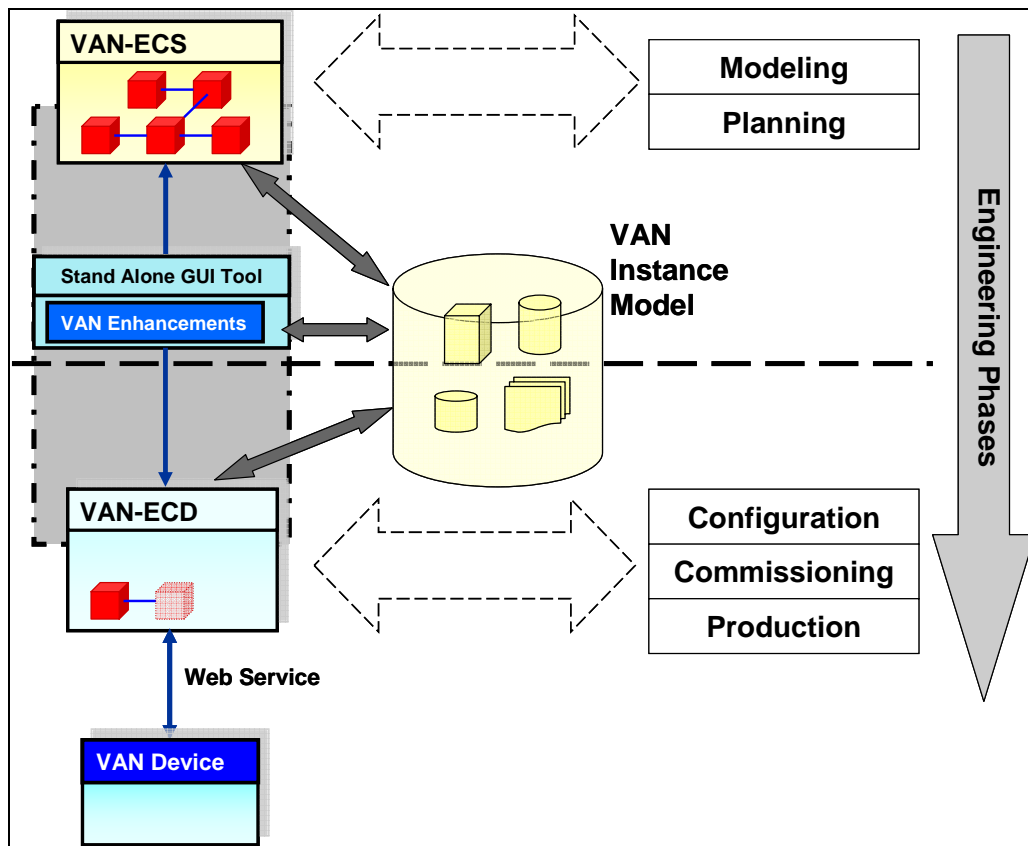 VAN-ECS
Modeling
Planning
Engineering Phases
VAN
Instance
Model
Stand Alone GUI Tool
VAN Enhancements
VAN-ECD
Configuration
Commissioning
Production
Web Service
VAN Device